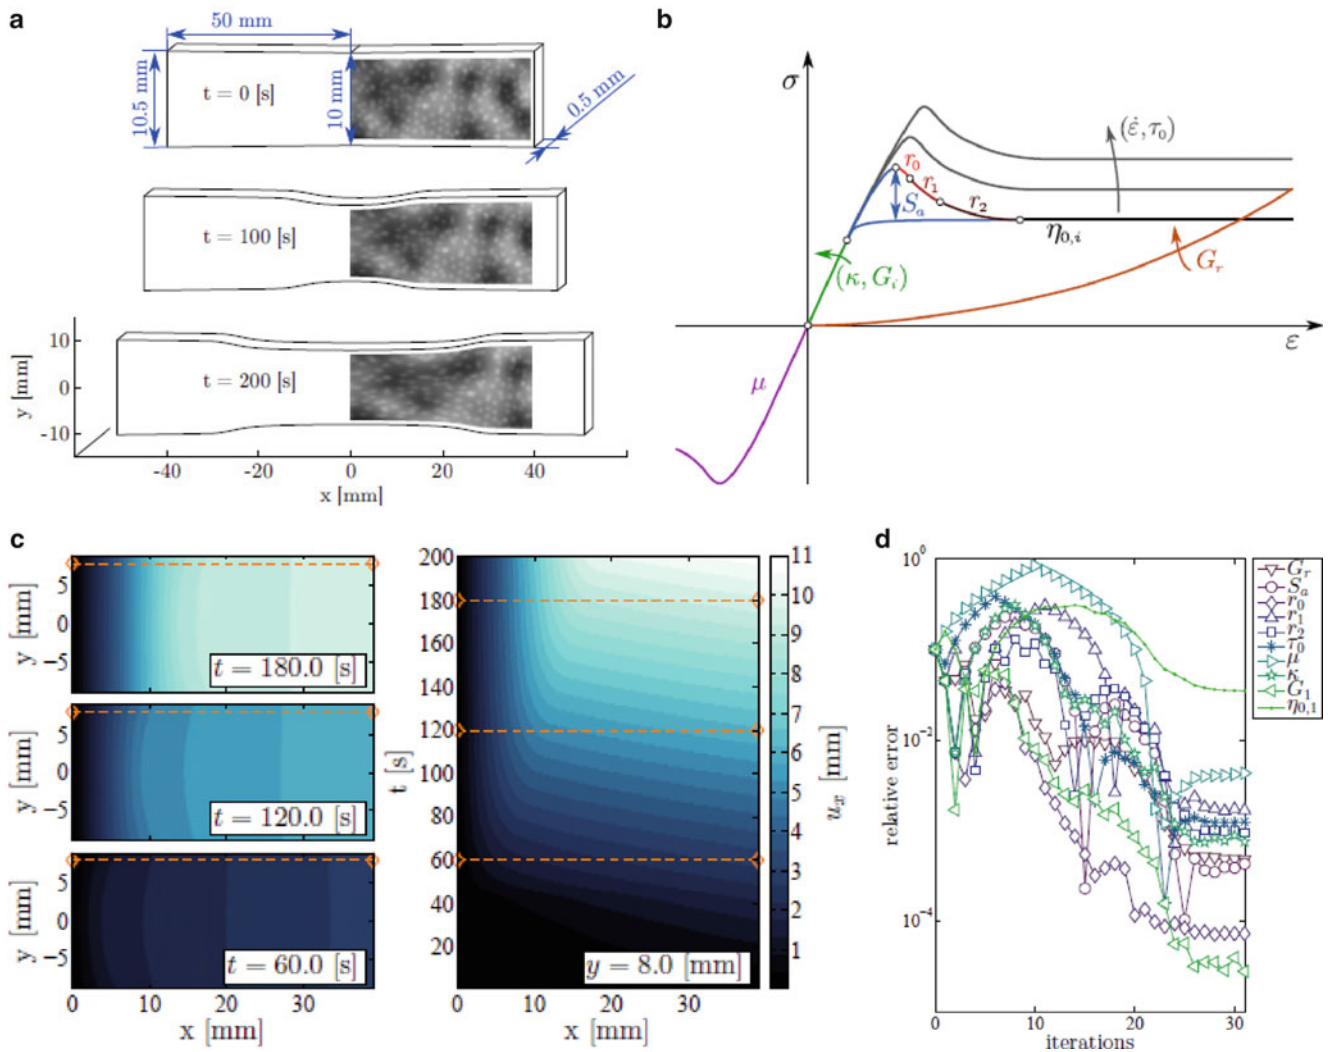 a
50 mm
10.5 mm
t = 0 [s]
10 mm
0.5 mm
t = 100 [s]
t = 200 [s]
y [mm]
10
0
-10
-40
-20
0
20
40
x [mm]
b
σ
(ε̇, τ₀)
r₀
r₁
r₂
Sₐ
η₀,ᵢ
(κ, Gᵢ)
Gᵣ
ε
μ
c
y [mm]
5
0
−5
t = 180.0 [s]
y [mm]
5
0
−5
t = 120.0 [s]
y [mm]
5
0
−5
t = 60.0 [s]
0
10
20
30
x [mm]
t [s]
200
180
160
140
120
100
80
60
40
20
y = 8.0 [mm]
0
10
20
30
x [mm]
11
10
9
8
7
6
5
4
3
2
1
uₓ [mm]
d
relative error
10⁰
10⁻²
10⁻⁴
0
10
20
30
iterations
Gᵣ
Sₐ
r₀
r₁
r₂
τ₀
μ
κ
G₁
η₀,₁